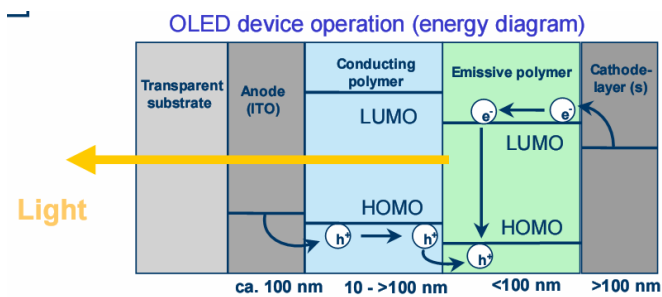 OLED device operation (energy diagram)
Transparent
substrate
Anode
(ITO)
Conducting
polymer
Emissive polymer
Cathode-
layer (s)
LUMO
e-
e-
LUMO
Light
HOMO
h+
h+
HOMO
h+
ca. 100 nm
10 - >100 nm
<100 nm
>100 nm